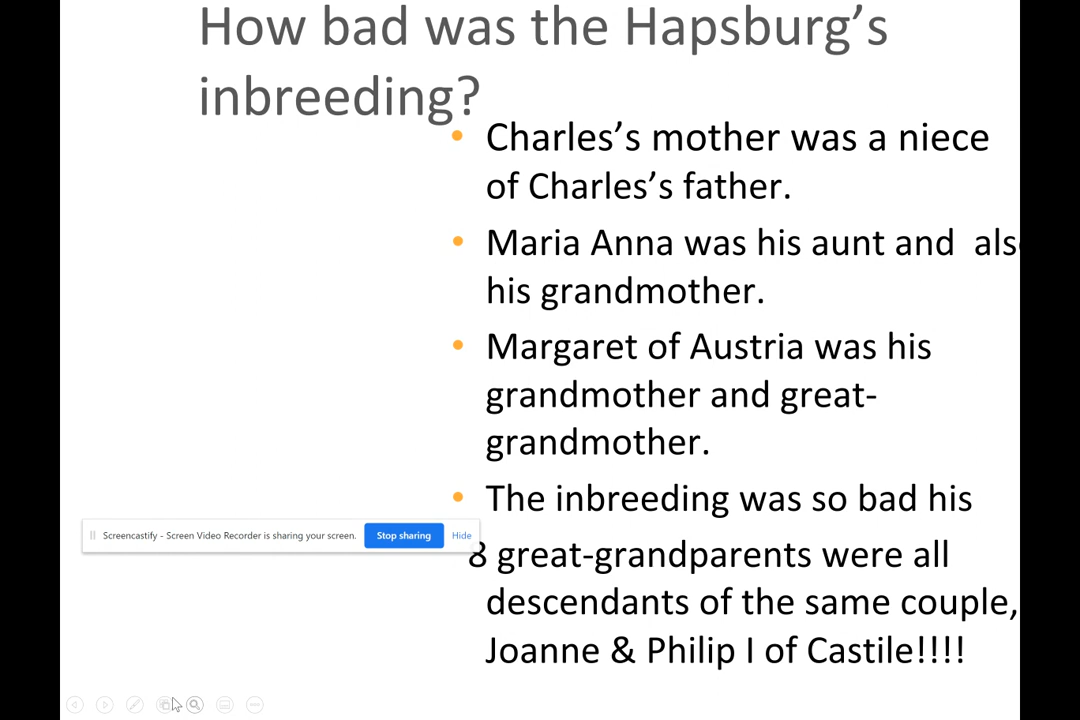 How bad was the Hapsburg’s
inbreeding?
• Charles’s mother was a niece
of Charles’s father.
• Maria Anna was his aunt and  als
his grandmother.
• Margaret of Austria was his
grandmother and great-
grandmother.
• The inbreeding was so bad his
8 great-grandparents were all
descendants of the same couple,
Joanne & Philip I of Castile!!!!
Screencastify - Screen Video Recorder is sharing your screen. Stop sharing Hide